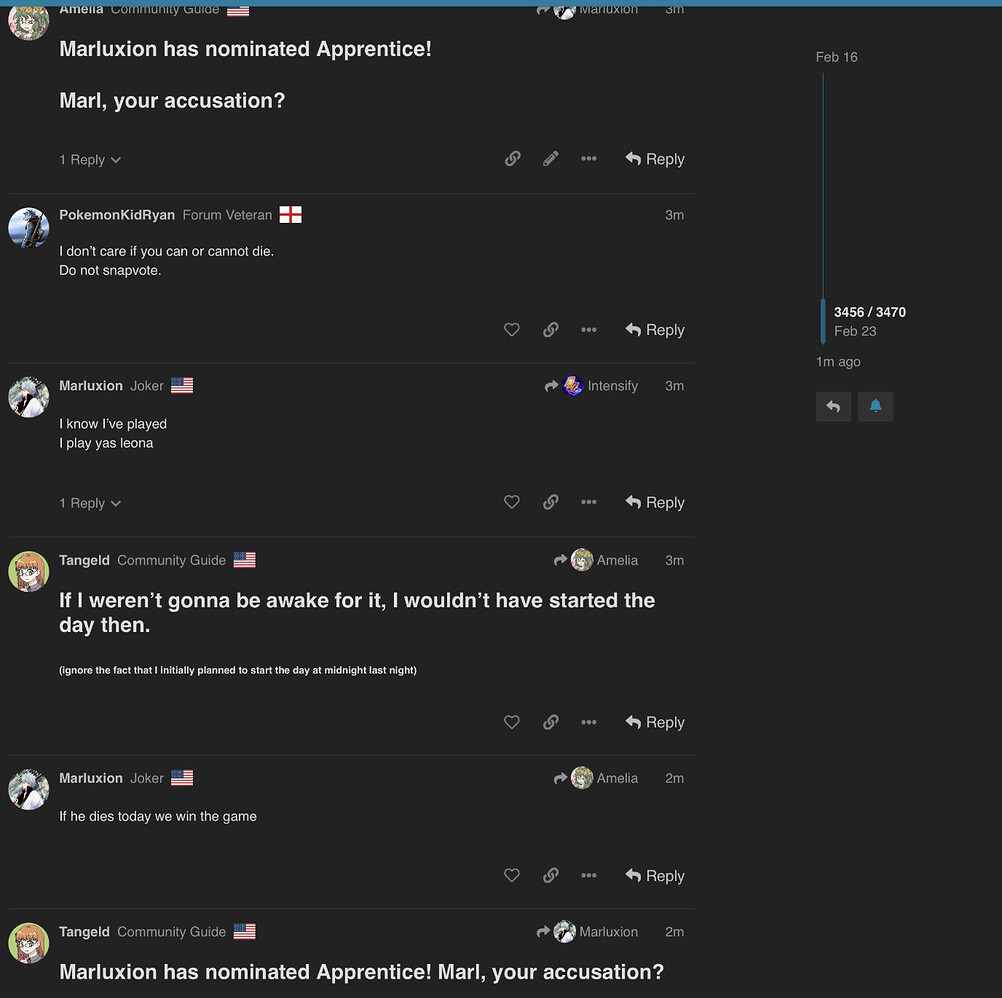 Amelia Community Guide Marluxion 3m
Marluxion has nominated Apprentice!
Marl, your accusation?
1 Reply Reply
PokemonKidRyan Forum Veteran 3m
I don't care if you can or cannot die.
Do not snapvote.
Reply
Marluxion Joker Intensify 3m
I know I've played
I play yas leona
1 Reply Reply
Tangeld Community Guide Amelia 3m
If I weren't gonna be awake for it, I wouldn't have started the
day then.
(ignore the fact that I initially planned to start the day at midnight last night)
Reply
Marluxion Joker Amelia 2m
If he dies today we win the game
Reply
Tangeld Community Guide Marluxion 2m
Marluxion has nominated Apprentice! Marl, your accusation?
Feb 16
3456 / 3470
Feb 23
1m ago